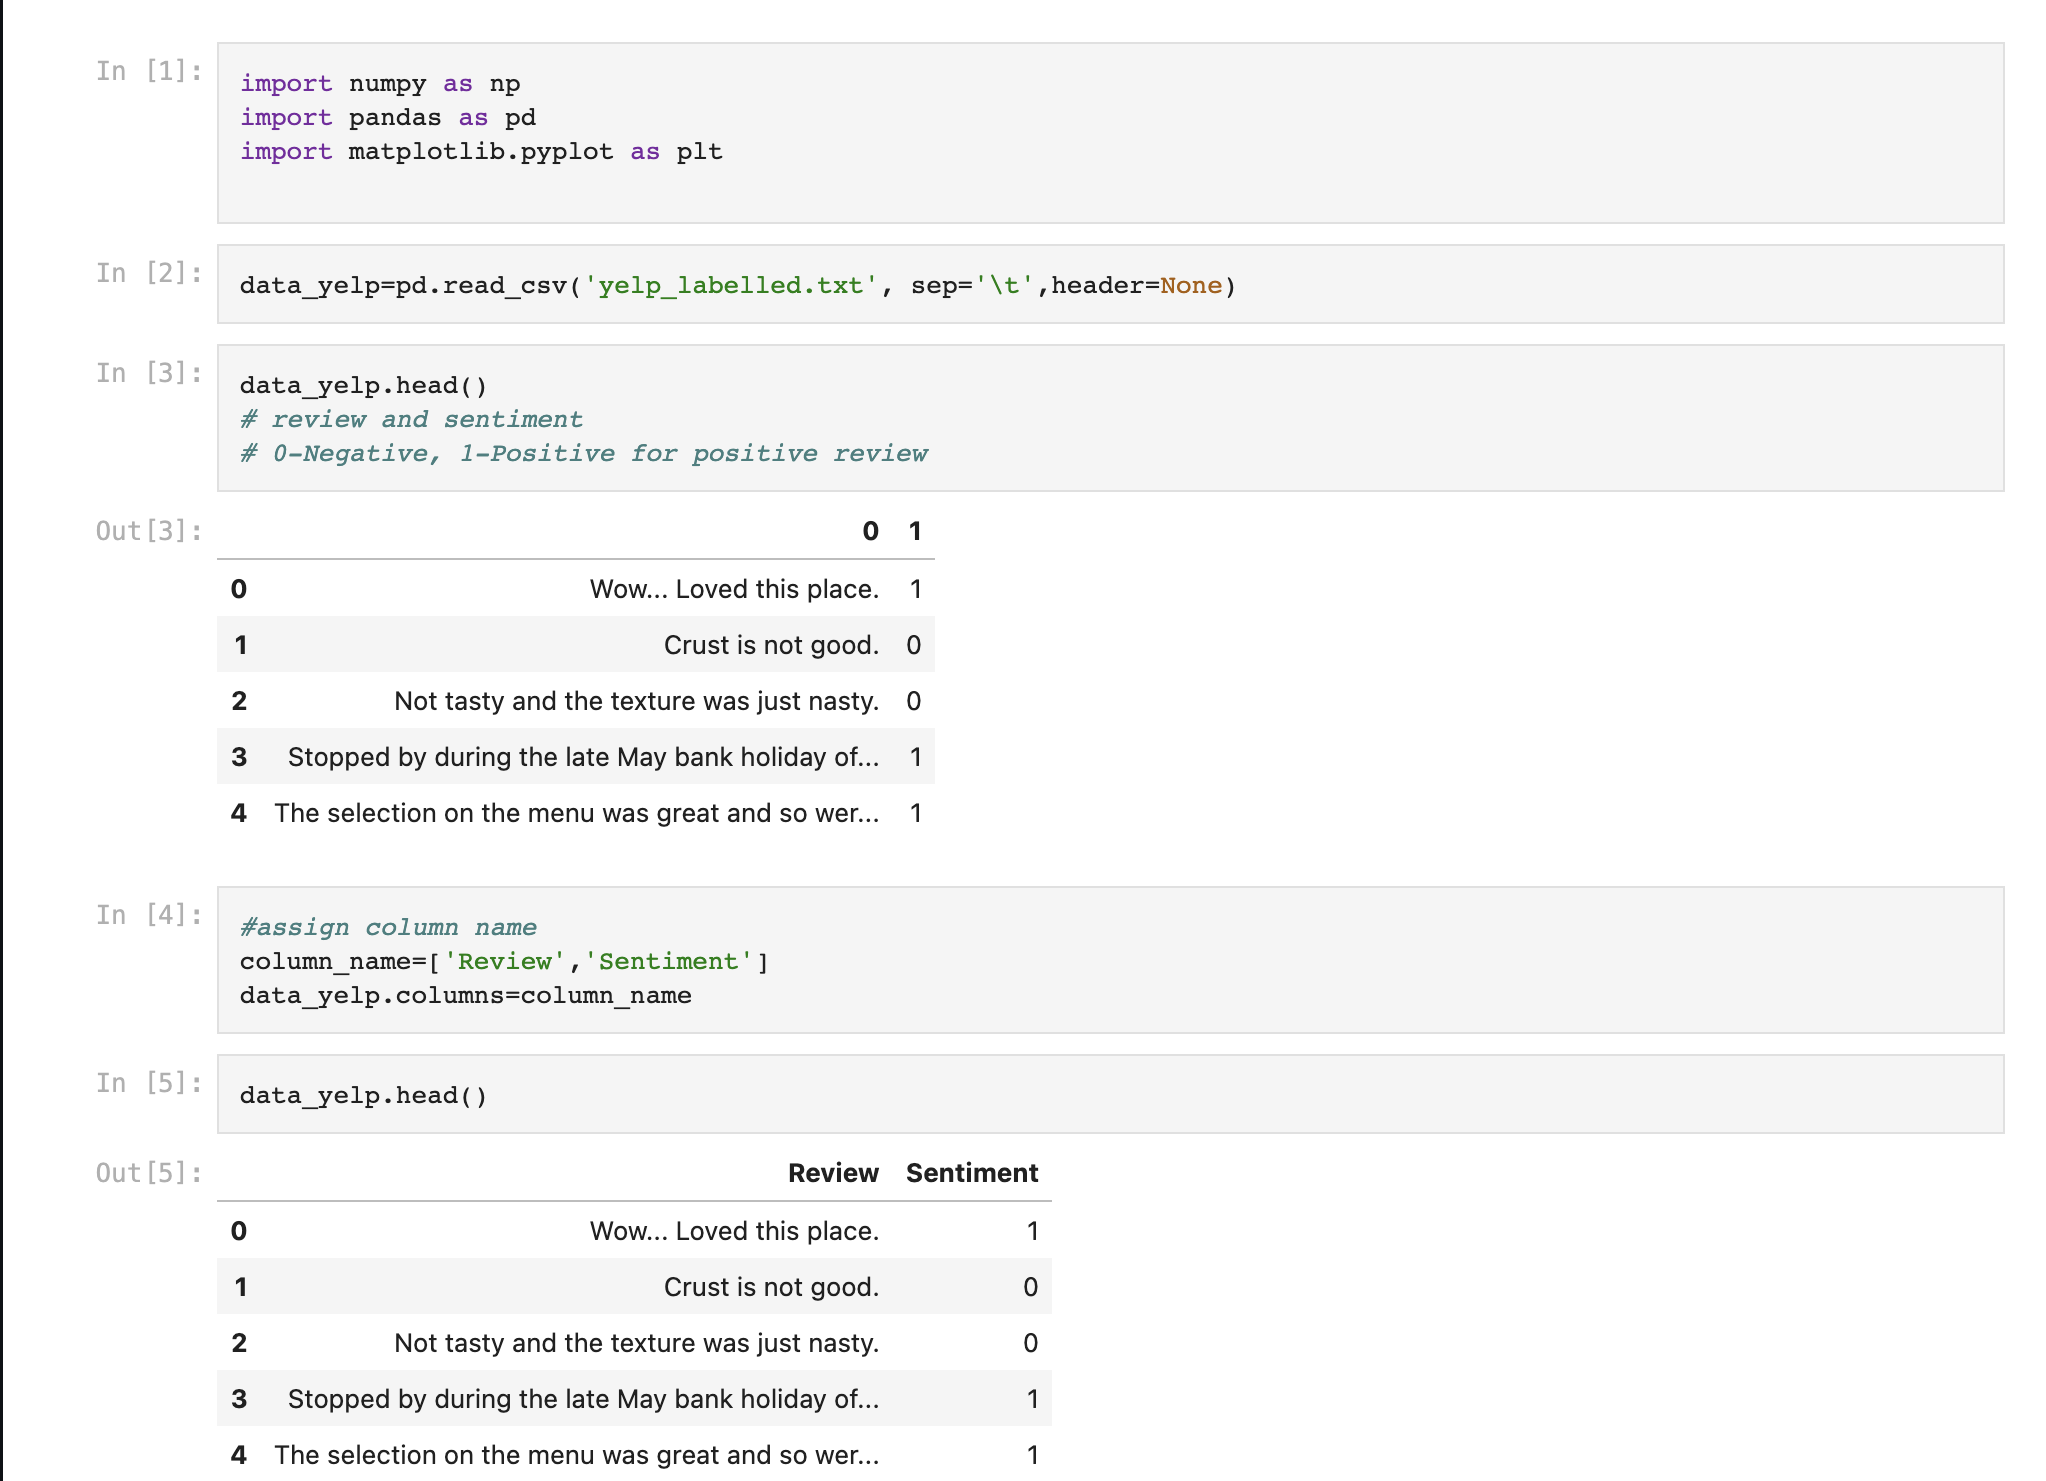 In [1]:
import numpy as np
import pandas as pd
import matplotlib.pyplot as plt
In [2]:
data_yelp=pd.read_csv('yelp_labelled.txt', sep='\t',header=None)
In [3]:
data_yelp.head()
# review and sentiment
# 0-Negative, 1-Positive for positive review
Out[3]:
0 1
0 Wow... Loved this place. 1
1 Crust is not good. 0
2 Not tasty and the texture was just nasty. 0
3 Stopped by during the late May bank holiday of... 1
4 The selection on the menu was great and so wer... 1
In [4]:
#assign column name
column_name=['Review','Sentiment']
data_yelp.columns=column_name
In [5]:
data_yelp.head()
Out[5]:
Review Sentiment
0 Wow... Loved this place. 1
1 Crust is not good. 0
2 Not tasty and the texture was just nasty. 0
3 Stopped by during the late May bank holiday of... 1
4 The selection on the menu was great and so wer... 1